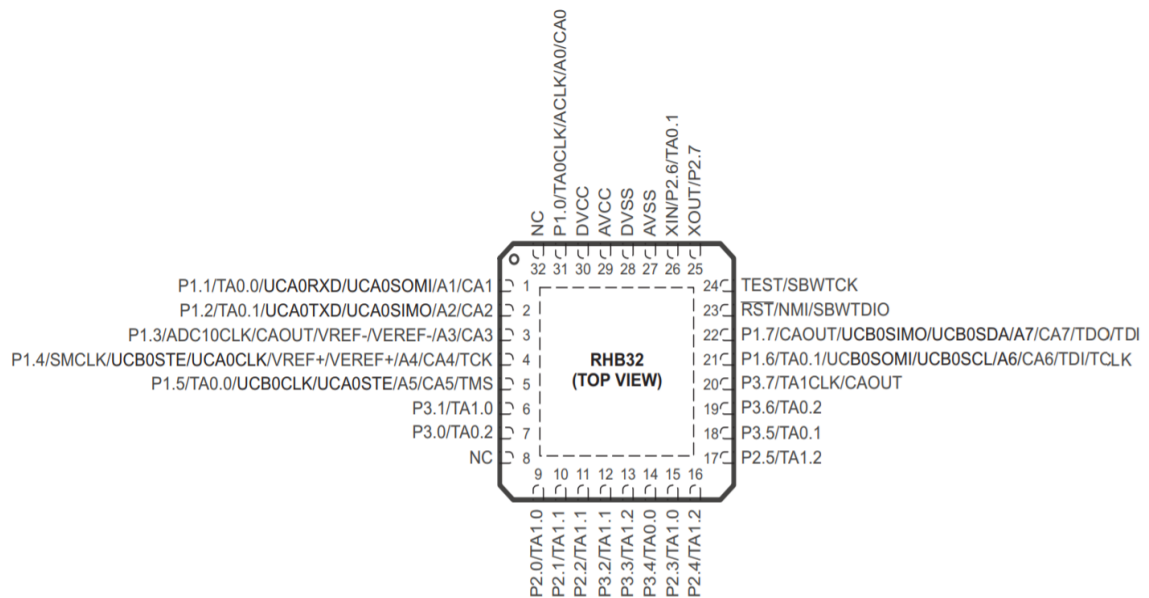 P1.0/TA0CLK/ACLK/A0/CA0
NC
DVCC
AVCC
DVSS
AVSS
XIN/P2.6/TA0.1
XOUT/P2.7
32 31 30 29 28 27 26 25
P1.1/TA0.0/UCA0RXD/UCA0SOMI/A1/CA1 1
P1.2/TA0.1/UCA0TXD/UCA0SIMO/A2/CA2 2
P1.3/ADC10CLK/CAOUT/VREF-/VEREF-/A3/CA3 3
P1.4/SMCLK/UCB0STE/UCA0CLK/VREF+/VEREF+/A4/CA4/TCK 4
P1.5/TA0.0/UCB0CLK/UCA0STE/A5/CA5/TMS 5
P3.1/TA1.0 6
P3.0/TA0.2 7
NC 8
RHB32
(TOP VIEW)
24 TEST/SBWTCK
23 RST/NMI/SBWTDIO
22 P1.7/CAOUT/UCB0SIMO/UCB0SDA/A7/CA7/TDO/TDI
21 P1.6/TA0.1/UCB0SOMI/UCB0SCL/A6/CA6/TDI/TCLK
20 P3.7/TA1CLK/CAOUT
19 P3.6/TA0.2
18 P3.5/TA0.1
17 P2.5/TA1.2
9 10 11 12 13 14 15 16
P2.0/TA1.0
P2.1/TA1.1
P2.2/TA1.1
P3.2/TA1.1
P3.3/TA1.2
P3.4/TA0.0
P2.3/TA1.0
P2.4/TA1.2